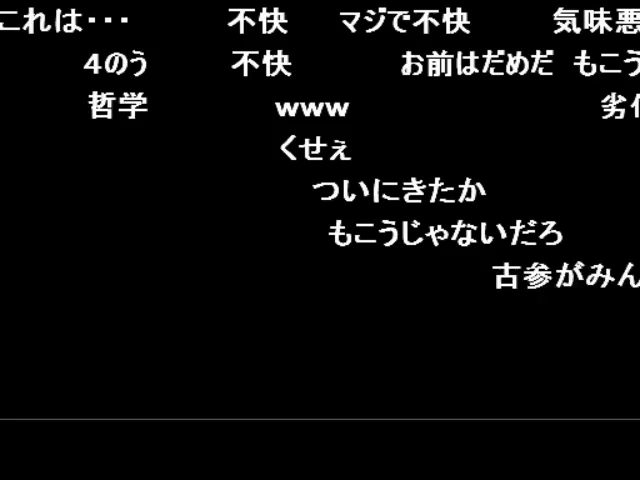 これは・・・ 不快 マジで不快 気味悪
４のう 不快 お前はだめだ もこう
哲学 www 劣化
くせぇ
ついにきたか
もこうじゃないだろ
古参がみん